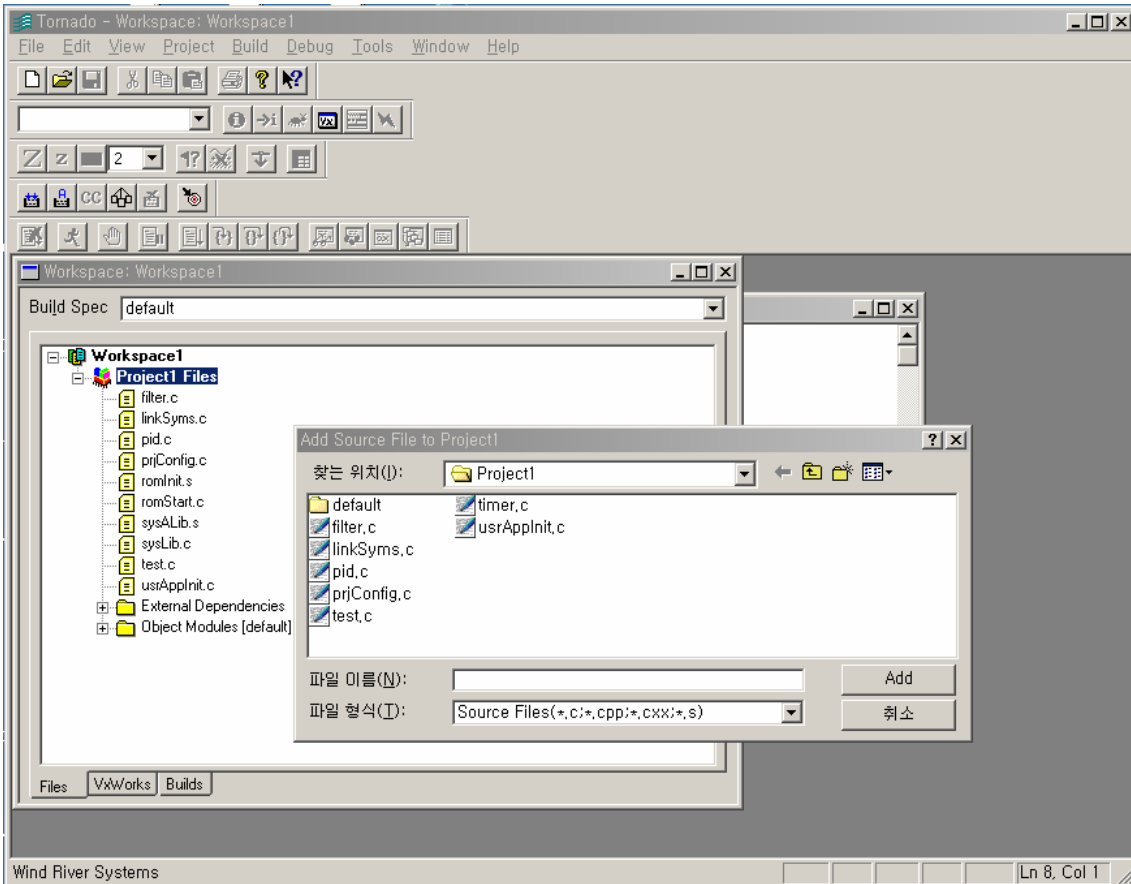 Tornado - Workspace: Workspace1
File Edit View Project Build Debug Tools Window Help
2
CC
Workspace: Workspace1
Build Spec default
Workspace1
Project1 Files
filter.c
linkSyms.c
pid.c
prjConfig.c
romInit.s
romStart.c
sysALib.s
sysLib.c
test.c
usrAppInit.c
External Dependencies
Object Modules [default]
Files VxWorks Builds
Add Source File to Project1
찾는 위치(I): Project1
default
filter.c
linkSyms.c
pid.c
prjConfig.c
test.c
timer.c
usrAppInit.c
파일 이름(N): Add
파일 형식(T): Source Files(*.c;*.cpp;*.cxx;*.s) 취소
Wind River Systems Ln 8, Col 1